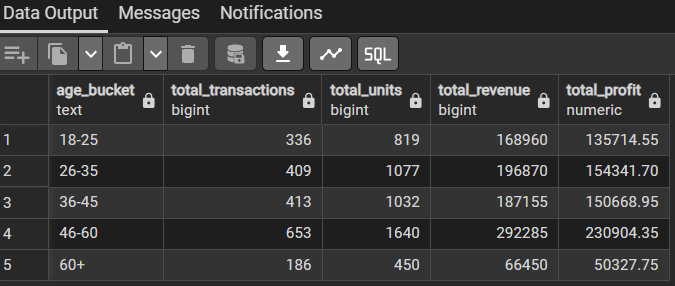 Data Output Messages Notifications
SQL
age_bucket total_transactions total_units total_revenue total_profit
text bigint bigint bigint numeric
1 18-25 336 819 168960 135714.55
2 26-35 409 1077 196870 154341.70
3 36-45 413 1032 187155 150668.95
4 46-60 653 1640 292285 230904.35
5 60+ 186 450 66450 50327.75